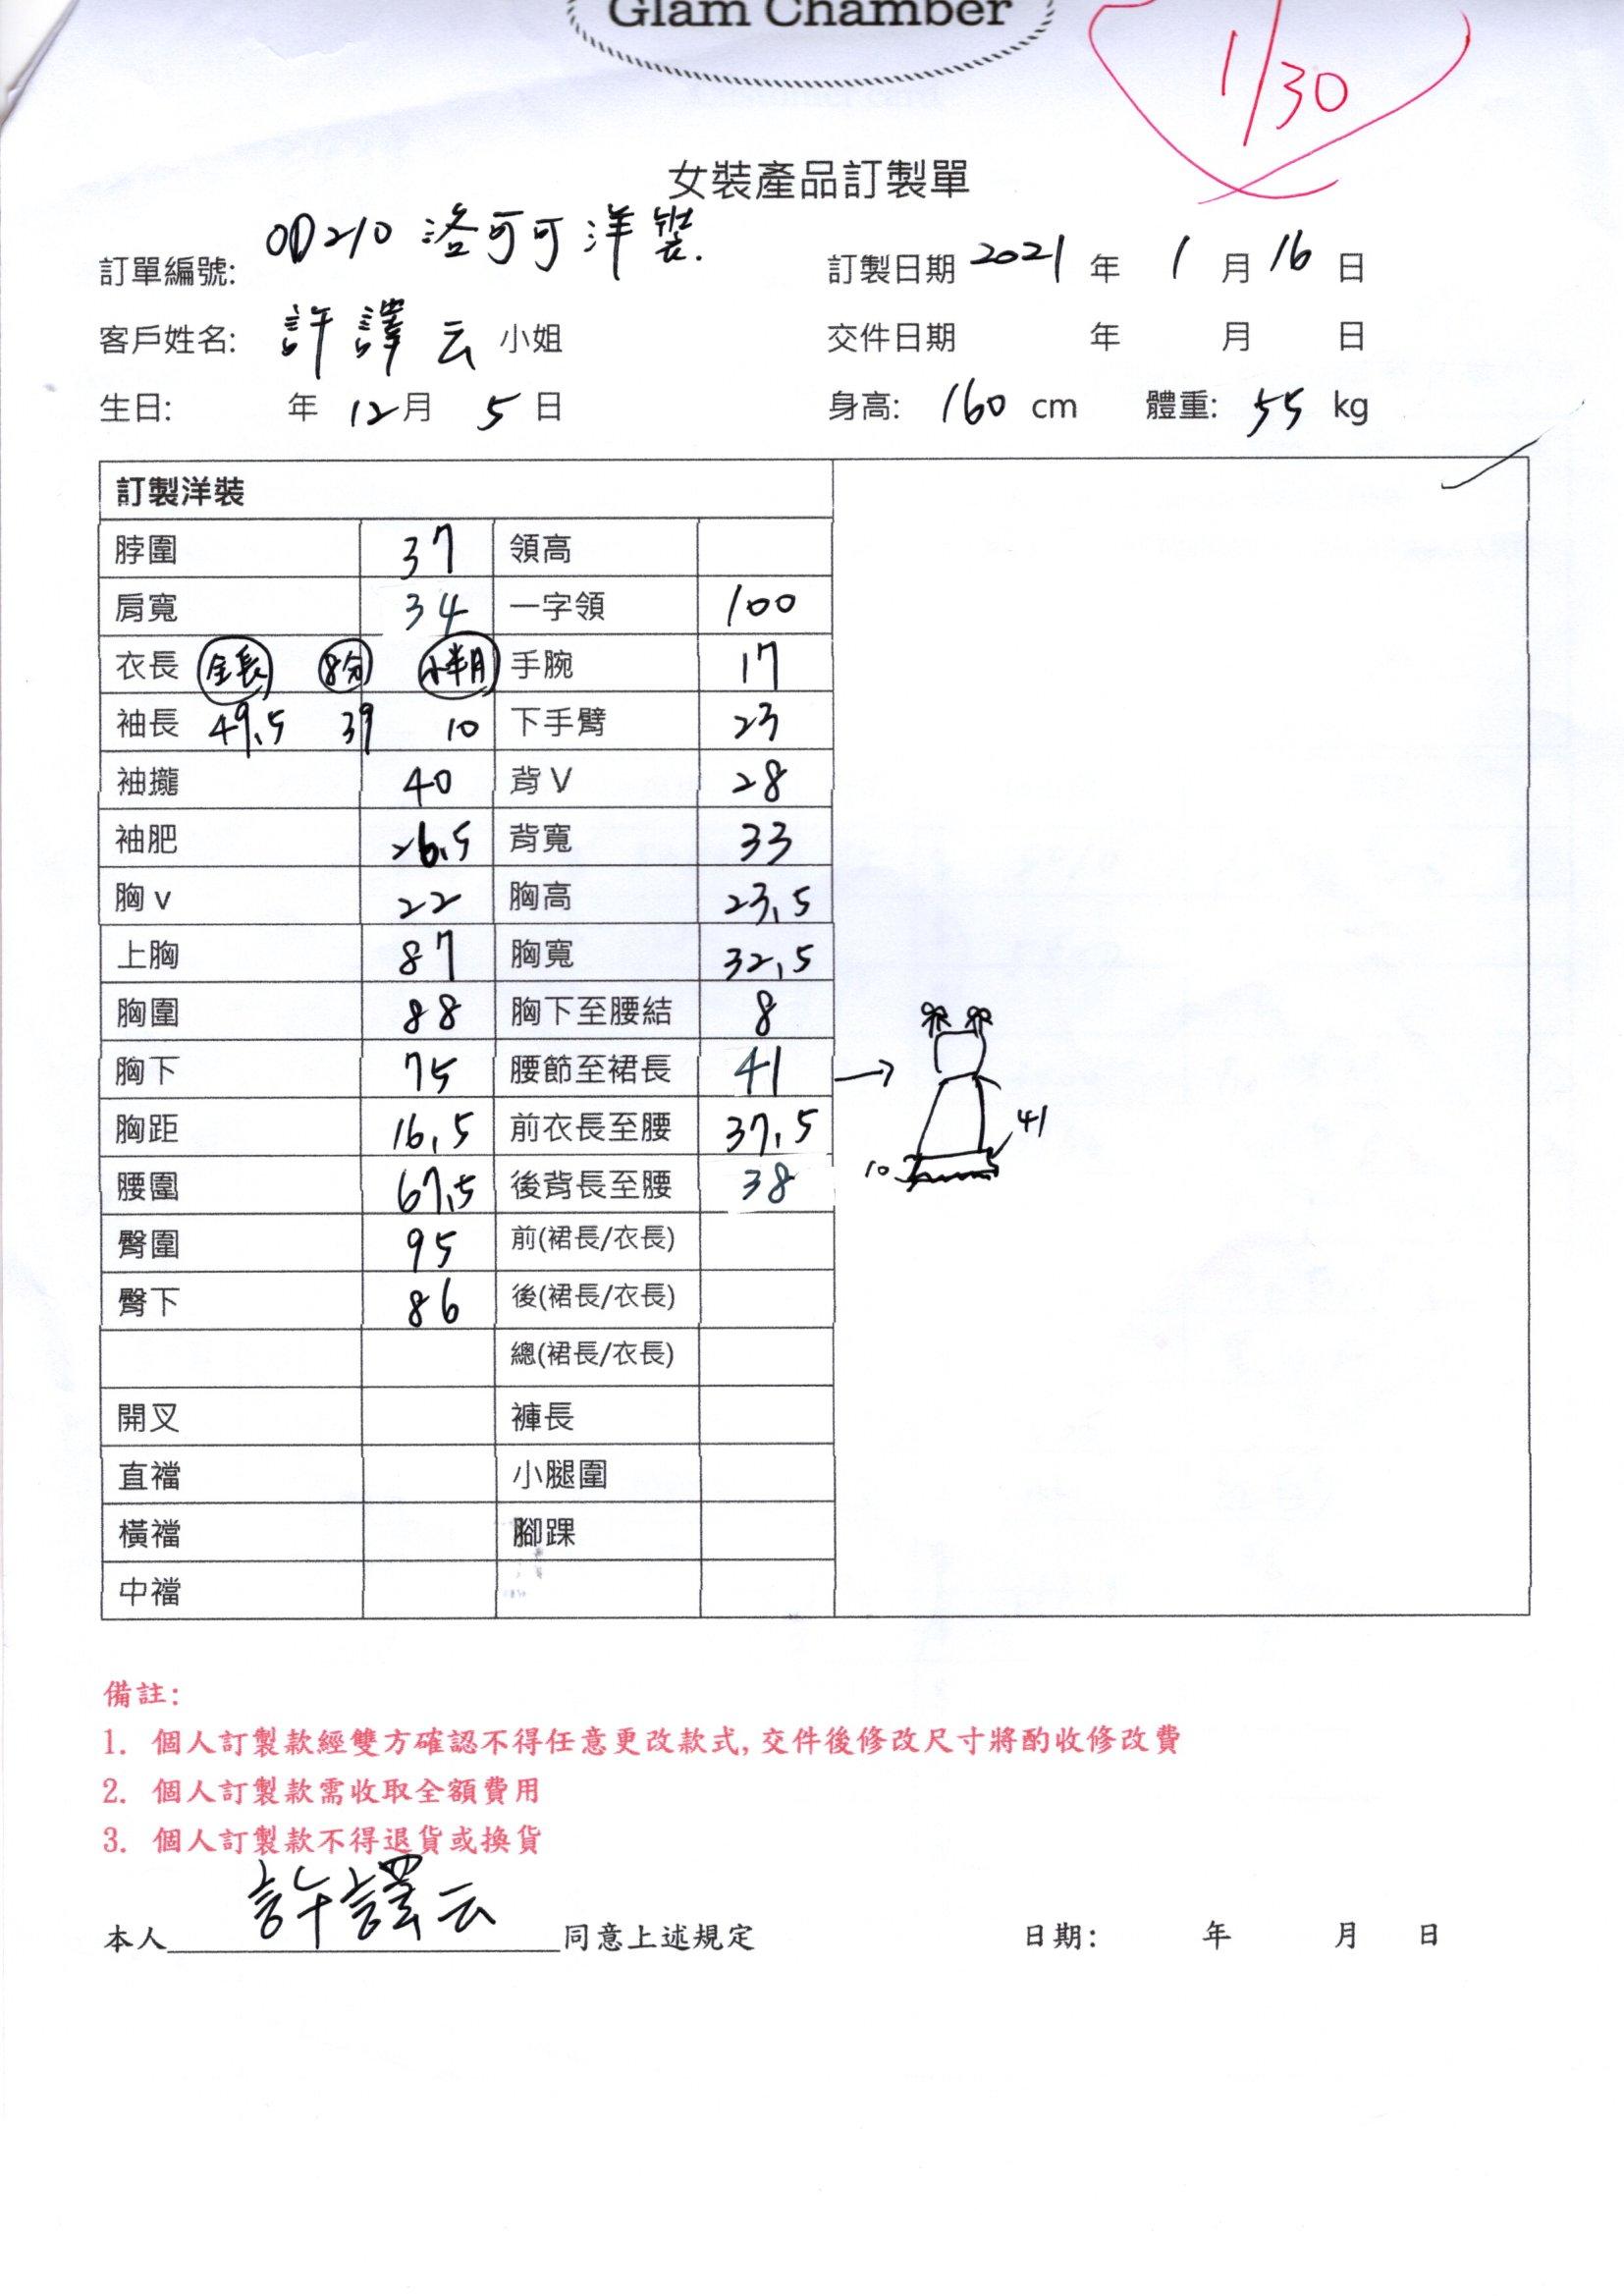 Glam Chamber
1/30
女裝產品訂製單
訂單編號: OD210 洛可可洋裝. 訂製日期 2021 年 1 月 16 日
客戶姓名: 許譯云 小姐 交件日期 年 月 日
生日: 年 12 月 5 日 身高: 160 cm 體重: 55 kg
訂製洋裝
脖圍 37 領高
肩寬 34 一字領 100
衣長 全長 8分 小半月 手腕 17
袖長 49.5 39 10 下手臂 23
袖攏 40 背V 28
袖肥 26.5 背寬 33
胸v 22 胸高 23.5
上胸 87 胸寬 32.5
胸圍 88 胸下至腰結 8
胸下 75 腰節至裙長 41
胸距 16.5 前衣長至腰 37.5 41
腰圍 67.5 後背長至腰 38 10
臀圍 95 前(裙長/衣長)
臀下 86 後(裙長/衣長)
總(裙長/衣長)
開叉 褲長
直襠 小腿圍
橫襠 腳踝
中襠
備註:
1. 個人訂製款經雙方確認不得任意更改款式,交件後修改尺寸將酌收修改費
2. 個人訂製款需收取全額費用
3. 個人訂製款不得退貨或換貨
本人 許譯云 同意上述規定 日期: 年 月 日